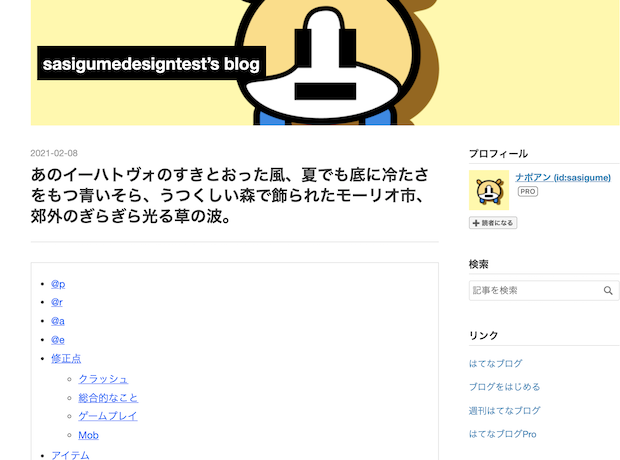 sasigumedesigntest’s blog
2021-02-08
あのイーハトヴォのすきとおった風、夏でも底に冷たさ
をもつ青いそら、うつくしい森で飾られたモーリオ市、
郊外のぎらぎら光る草の波。
@p
@r
@a
@e
修正点
クラッシュ
総合的なこと
ゲームプレイ
Mob
アイテム
プロフィール
ナポアン (id:sasigume)
PRO
読者になる
検索
記事を検索
リンク
はてなブログ
ブログをはじめる
週刊はてなブログ
はてなブログPro